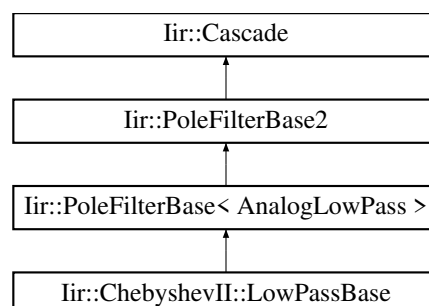 Iir::Cascade
Iir::PoleFilterBase2
Iir::PoleFilterBase< AnalogLowPass >
Iir::ChebyshevII::LowPassBase